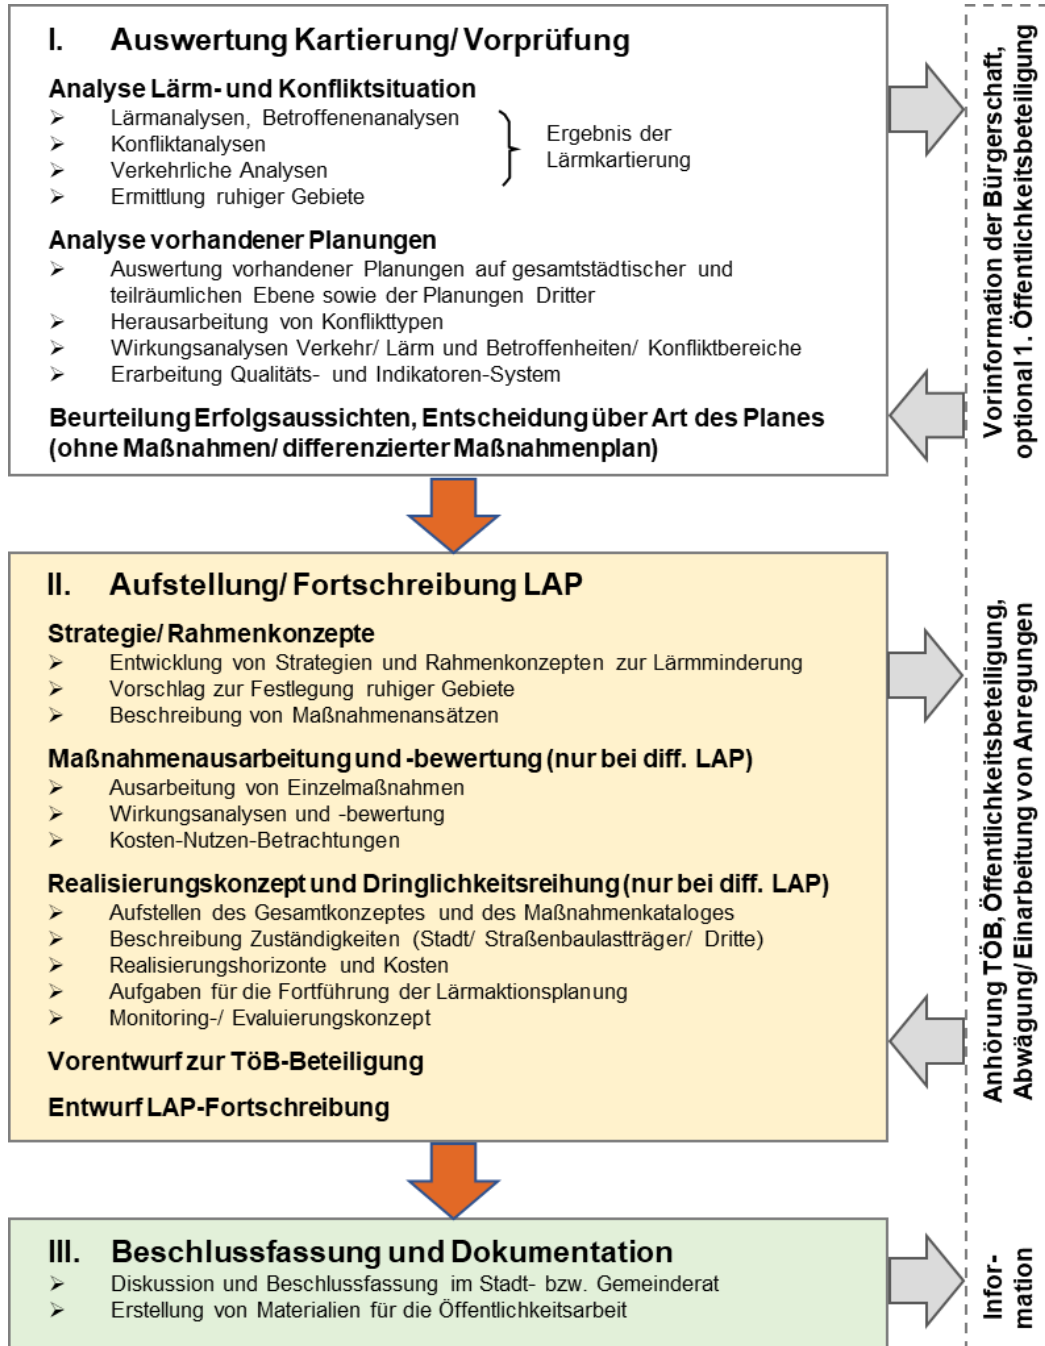 I. Auswertung Kartierung/ Vorprüfung
Analyse Lärm- und Konfliktsituation
➢ Lärmanalysen, Betroffenenanalysen
➢ Konfliktanalysen
➢ Verkehrliche Analysen
➢ Ermittlung ruhiger Gebiete
Ergebnis der
Lärmkartierung
Analyse vorhandener Planungen
➢ Auswertung vorhandener Planungen auf gesamtstädtischer und
teilräumlichen Ebene sowie der Planungen Dritter
➢ Herausarbeitung von Konflikttypen
➢ Wirkungsanalysen Verkehr/ Lärm und Betroffenheiten/ Konfliktbereiche
➢ Erarbeitung Qualitäts- und Indikatoren-System
Beurteilung Erfolgsaussichten, Entscheidung über Art des Planes
(ohne Maßnahmen/ differenzierter Maßnahmenplan)
Vorinformation der Bürgerschaft,
optional 1. Öffentlichkeitsbeteiligung
II. Aufstellung/ Fortschreibung LAP
Strategie/ Rahmenkonzepte
➢ Entwicklung von Strategien und Rahmenkonzepten zur Lärmminderung
➢ Vorschlag zur Festlegung ruhiger Gebiete
➢ Beschreibung von Maßnahmenansätzen
Maßnahmenausarbeitung und -bewertung (nur bei diff. LAP)
➢ Ausarbeitung von Einzelmaßnahmen
➢ Wirkungsanalysen und -bewertung
➢ Kosten-Nutzen-Betrachtungen
Realisierungskonzept und Dringlichkeitsreihung (nur bei diff. LAP)
➢ Aufstellen des Gesamtkonzeptes und des Maßnahmenkataloges
➢ Beschreibung Zuständigkeiten (Stadt/ Straßenbaulastträger/ Dritte)
➢ Realisierungshorizonte und Kosten
➢ Aufgaben für die Fortführung der Lärmaktionsplanung
➢ Monitoring-/ Evaluierungskonzept
Vorentwurf zur TöB-Beteiligung
Entwurf LAP-Fortschreibung
Anhörung TÖB, Öffentlichkeitsbeteiligung,
Abwägung/ Einarbeitung von Anregungen
III. Beschlussfassung und Dokumentation
➢ Diskussion und Beschlussfassung im Stadt- bzw. Gemeinderat
➢ Erstellung von Materialien für die Öffentlichkeitsarbeit
Infor-
mation